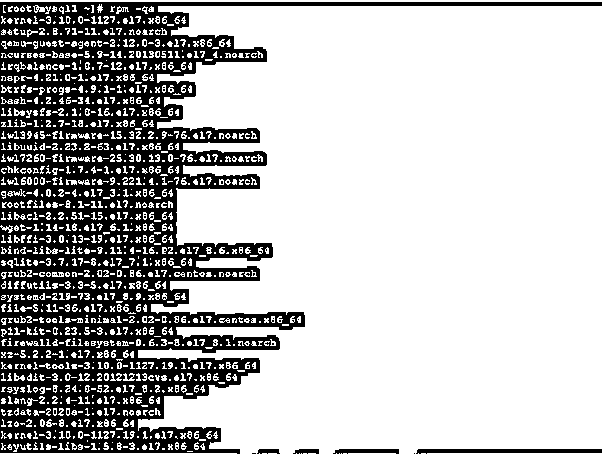 [root@mysql1 ~]# rpm -qa
kernel-3.10.0-1127.el7.x86_64
setup-2.8.71-11.el7.noarch
qemu-guest-agent-2.12.0-3.el7.x86_64
ncurses-base-5.9-14.20130511.el7_4.noarch
irqbalance-1.0.7-12.el7.x86_64
nspr-4.21.0-1.el7.x86_64
btrfs-progs-4.9.1-1.el7.x86_64
bash-4.2.46-34.el7.x86_64
libsysfs-2.1.0-16.el7.x86_64
zlib-1.2.7-18.el7.x86_64
iwl3945-firmware-15.32.2.9-76.el7.noarch
libuuid-2.23.2-63.el7.x86_64
iwl7260-firmware-25.30.13.0-76.el7.noarch
chkconfig-1.7.4-1.el7.x86_64
iwl6000-firmware-9.221.4.1-76.el7.noarch
gawk-4.0.2-4.el7_3.1.x86_64
rootfiles-8.1-11.el7.noarch
libacl-2.2.51-15.el7.x86_64
wget-1.14-18.el7_6.1.x86_64
libffi-3.0.13-19.el7.x86_64
bind-libs-lite-9.11.4-16.P2.el7_8.6.x86_64
sqlite-3.7.17-8.el7_7.1.x86_64
grub2-common-2.02-0.86.el7.centos.noarch
diffutils-3.3-5.el7.x86_64
systemd-219-73.el7_8.9.x86_64
file-5.11-36.el7.x86_64
grub2-tools-minimal-2.02-0.86.el7.centos.x86_64
p11-kit-0.23.5-3.el7.x86_64
firewalld-filesystem-0.6.3-8.el7_8.1.noarch
xz-5.2.2-1.el7.x86_64
kernel-tools-3.10.0-1127.19.1.el7.x86_64
libedit-3.0-12.20121213cvs.el7.x86_64
rsyslog-8.24.0-52.el7_8.2.x86_64
slang-2.2.4-11.el7.x86_64
tzdata-2020a-1.el7.noarch
lzo-2.06-8.el7.x86_64
kernel-3.10.0-1127.19.1.el7.x86_64
keyutils-libs-1.5.8-3.el7.x86_64